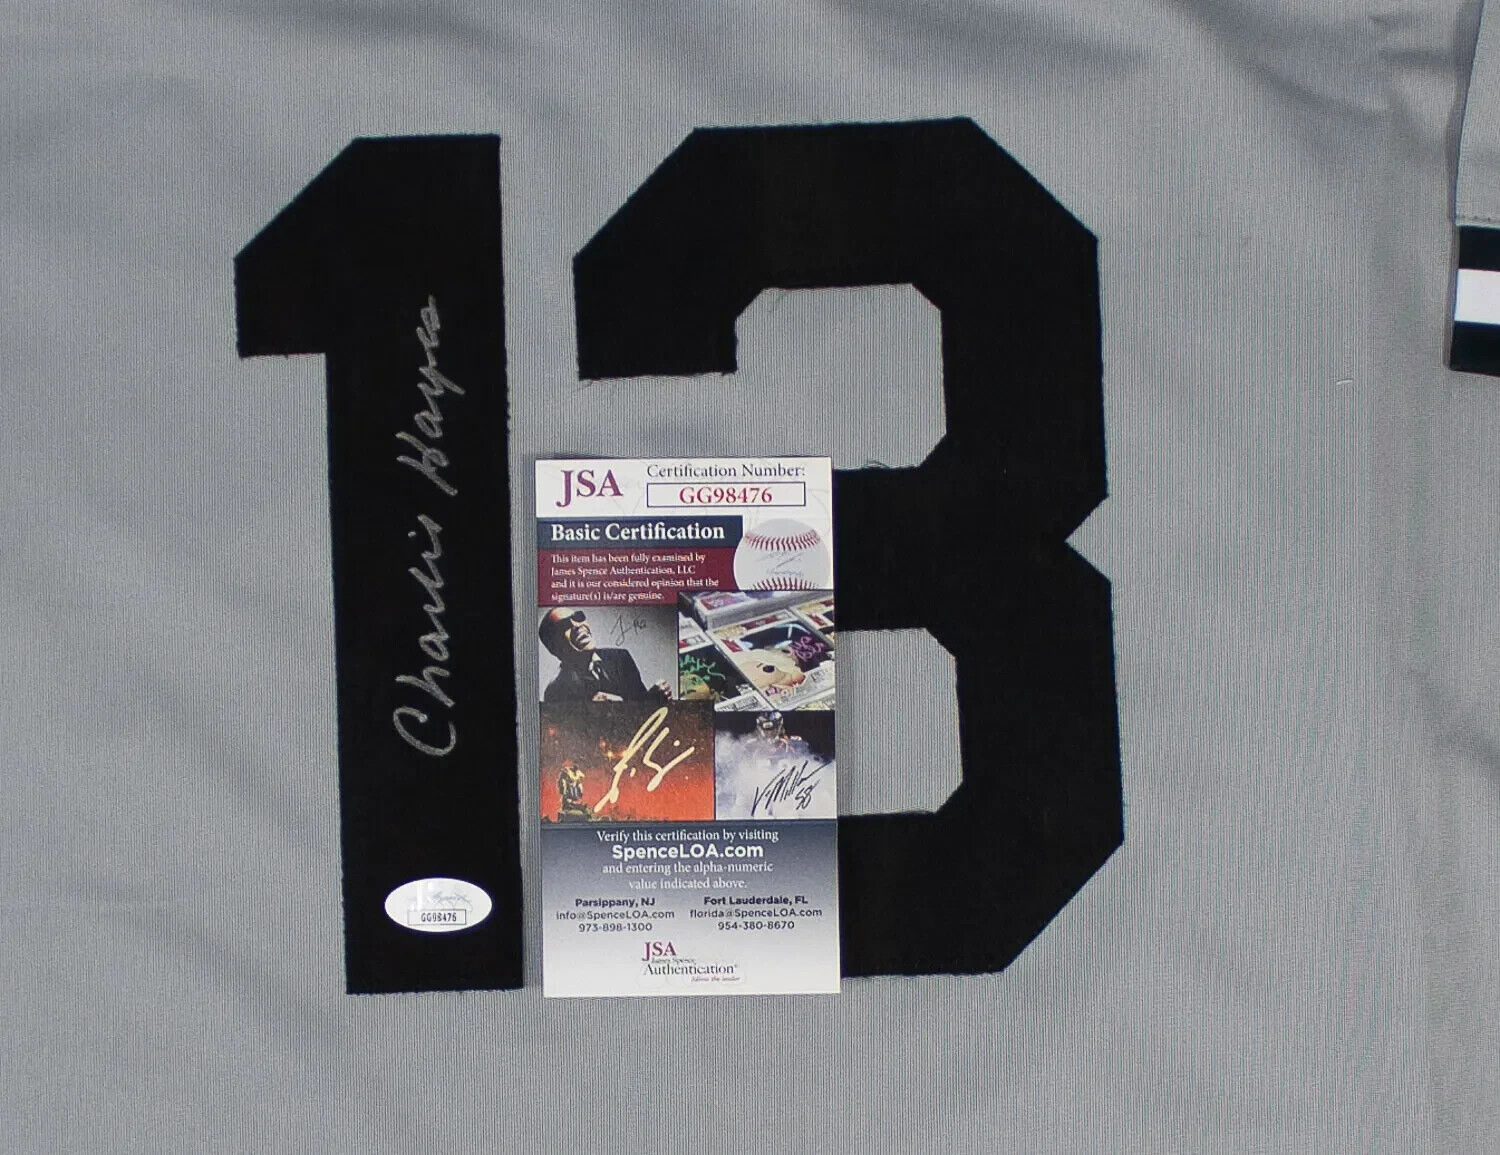 13
Charlie Hayes
JSA
Certification Number:
GG98476
Basic Certification
This item has been fully examined by
James Spence Authentication, LLC
and it is our considered opinion that the
signature(s) is/are genuine.
58
Verify this certification by visiting
SpenceLOA.com
and entering the alpha-numeric
value indicated above.
Parsippany, NJ
info@SpenceLOA.com
973-898-1300
Fort Lauderdale, FL
florida@SpenceLOA.com
954-380-8670
JSA
James Spence
Authentication
GG98476